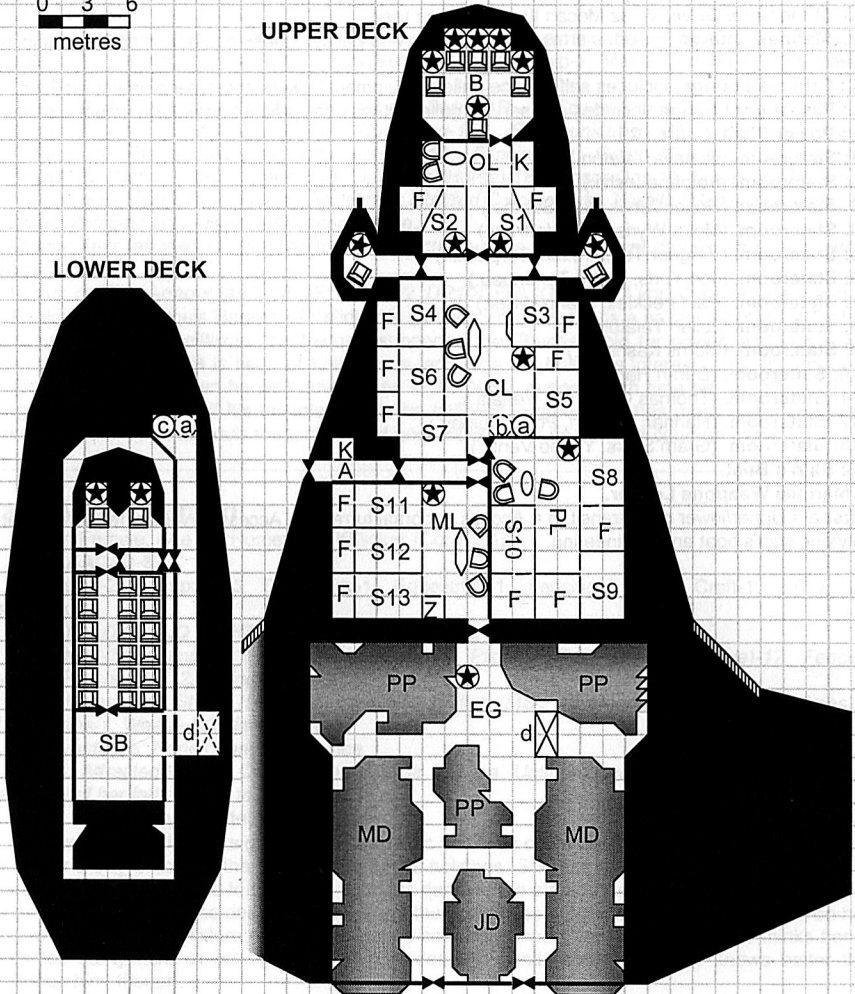 0 3 6
metres
UPPER DECK
B
OL K
F F
S2 S1
LOWER DECK
F S4 S3 F
F S6 F
CL
S5
F
S7 b a
c a
K
A
S8
F S11 ML
PL
S10 F
F S12
F S13 Z F F S9
PP PP
EG
d
SB d
PP
MD MD
JD